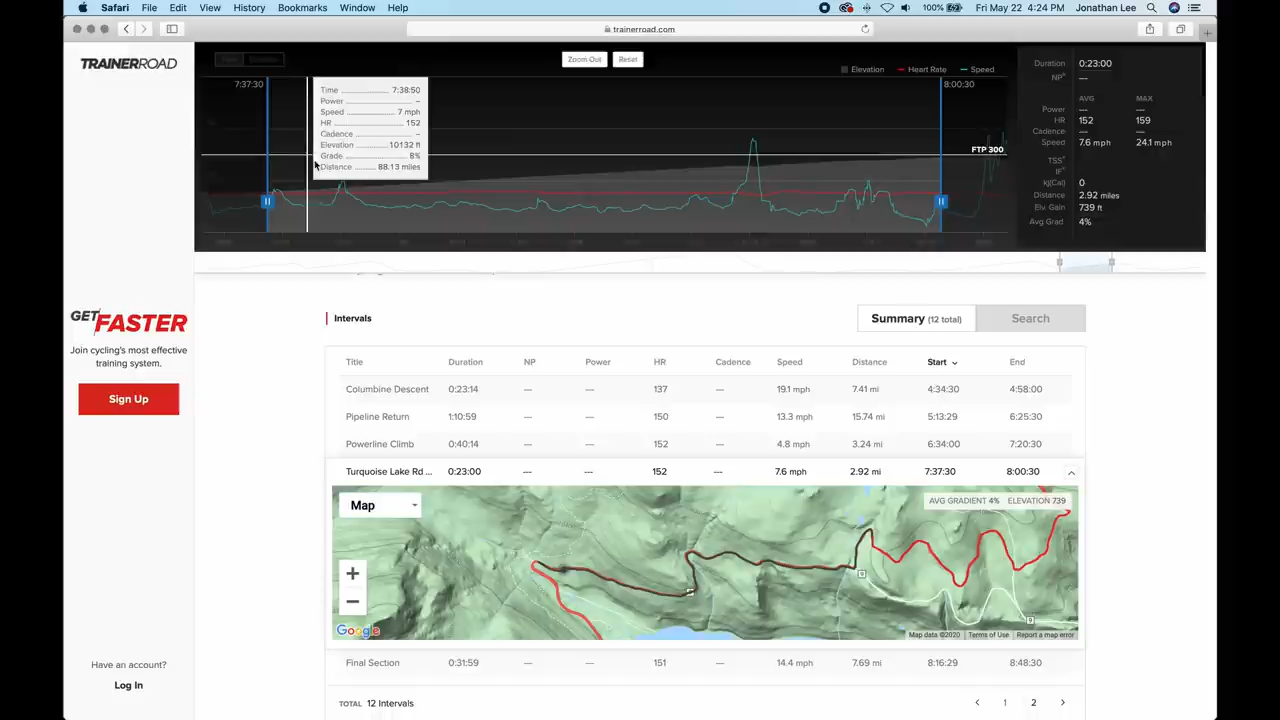 Safari File Edit View History Bookmarks Window Help 100% Fri May 22 4:24 PM Jonathan Lee
trainerroad.com
TRAINERROAD
Zoom Out Reset
Elevation Heart Rate Speed
7:37:30
8:00:30
Time 7:38:50
Power --
Speed 7 mph
HR 152
Cadence --
Elevation 10132 ft
Grade 8%
Distance 88.13 miles
FTP 300
Duration 0:23:00
NP® ---
AVG MAX
Power --- ---
HR 152 159
Cadence --- ---
Speed 7.6 mph 24.1 mph
TSS®
IF®
Kj(Cal) 0
Distance 2.92 miles
Elv. Gain 739 ft
Avg Grad 4%
GET FASTER
Join cycling's most effective
training system.
Sign Up
Have an account?
Log In
Intervals
Summary (12 total) Search
Title Duration NP Power HR Cadence Speed Distance Start End
Columbine Descent 0:23:14 --- --- 137 --- 19.1 mph 7.41 mi 4:34:30 4:58:00
Pipeline Return 1:10:59 --- --- 150 --- 13.3 mph 15.74 mi 5:13:29 6:25:30
Powerline Climb 0:40:14 --- --- 152 --- 4.8 mph 3.24 mi 6:34:00 7:20:30
Turquoise Lake Rd ... 0:23:00 --- --- 152 --- 7.6 mph 2.92 mi 7:37:30 8:00:30
Map
AVG GRADIENT 4% ELEVATION 739
+
−
9
9
Google
Map data ©2020 Terms of Use Report a map error
Final Section 0:31:59 --- --- 151 --- 14.4 mph 7.69 mi 8:16:29 8:48:30
TOTAL 12 Intervals
< 1 2 >